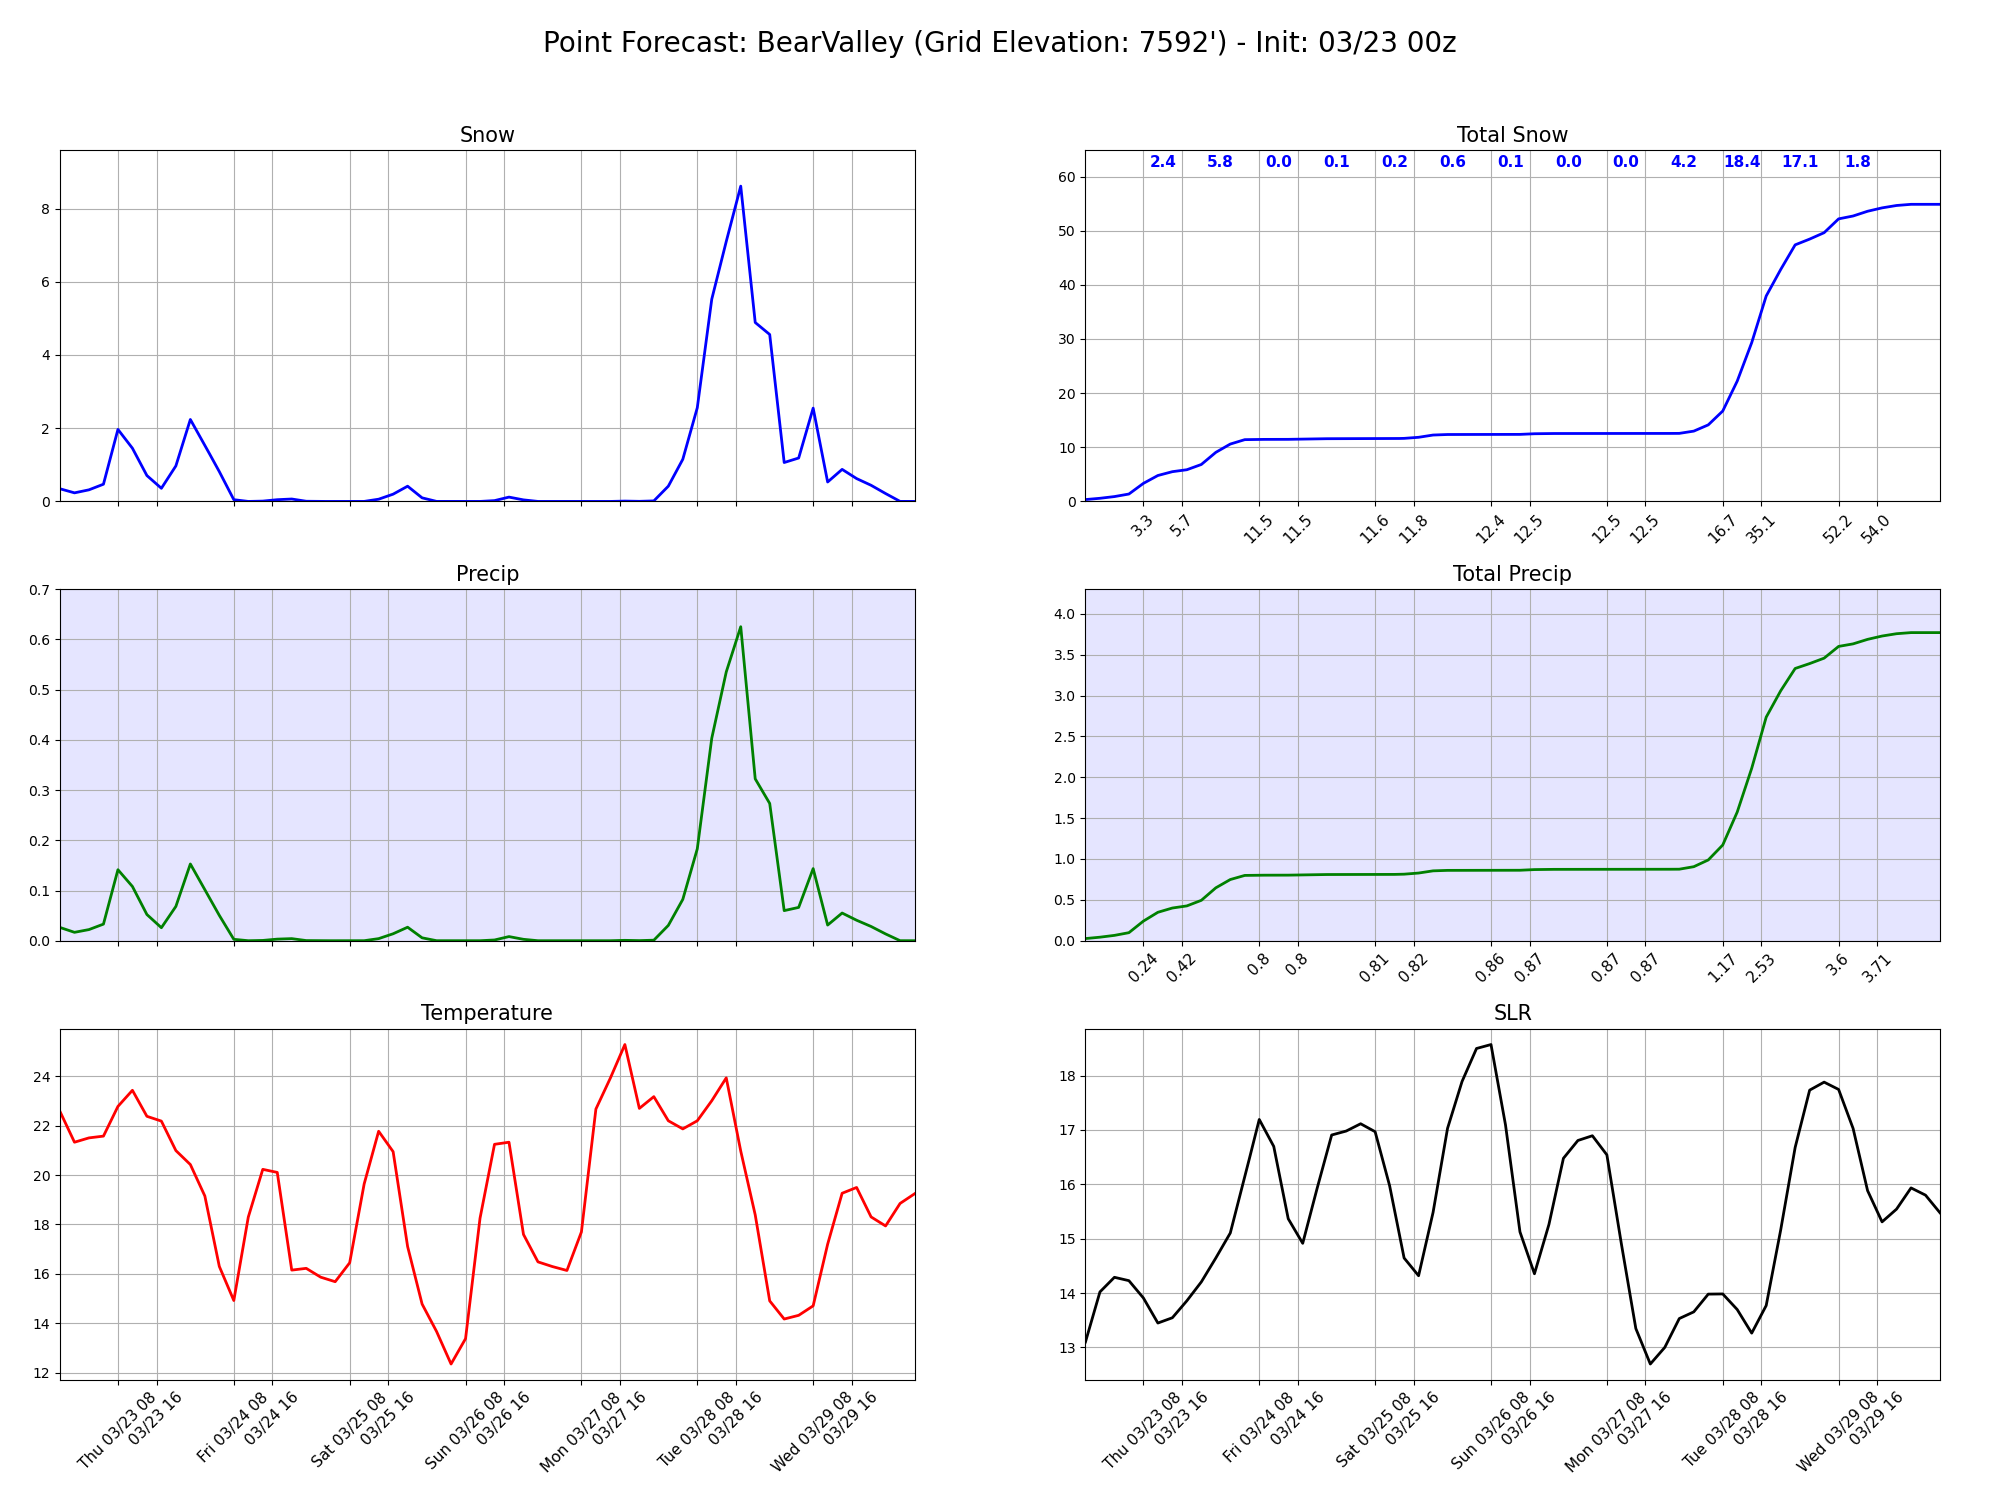 Point Forecast: BearValley (Grid Elevation: 7592') - Init: 03/23 00z
Snow
8
6
4
2
0
Total Snow
2.4 5.8 0.0 0.1 0.2 0.6 0.1 0.0 0.0 4.2 18.4 17.1 1.8
60
50
40
30
20
10
0
3.3 5.7 11.5 11.5 11.6 11.8 12.4 12.5 12.5 12.5 16.7 35.1 52.2 54.0
Precip
0.7
0.6
0.5
0.4
0.3
0.2
0.1
0.0
Total Precip
4.0
3.5
3.0
2.5
2.0
1.5
1.0
0.5
0.0
0.24 0.42 0.8 0.8 0.81 0.82 0.86 0.87 0.87 0.87 1.17 2.53 3.6 3.71
Temperature
24
22
20
18
16
14
12
Thu 03/23 08
03/23 16
Fri 03/24 08
03/24 16
Sat 03/25 08
03/25 16
Sun 03/26 08
03/26 16
Mon 03/27 08
03/27 16
Tue 03/28 08
03/28 16
Wed 03/29 08
03/29 16
SLR
18
17
16
15
14
13
Thu 03/23 08
03/23 16
Fri 03/24 08
03/24 16
Sat 03/25 08
03/25 16
Sun 03/26 08
03/26 16
Mon 03/27 08
03/27 16
Tue 03/28 08
03/28 16
Wed 03/29 08
03/29 16